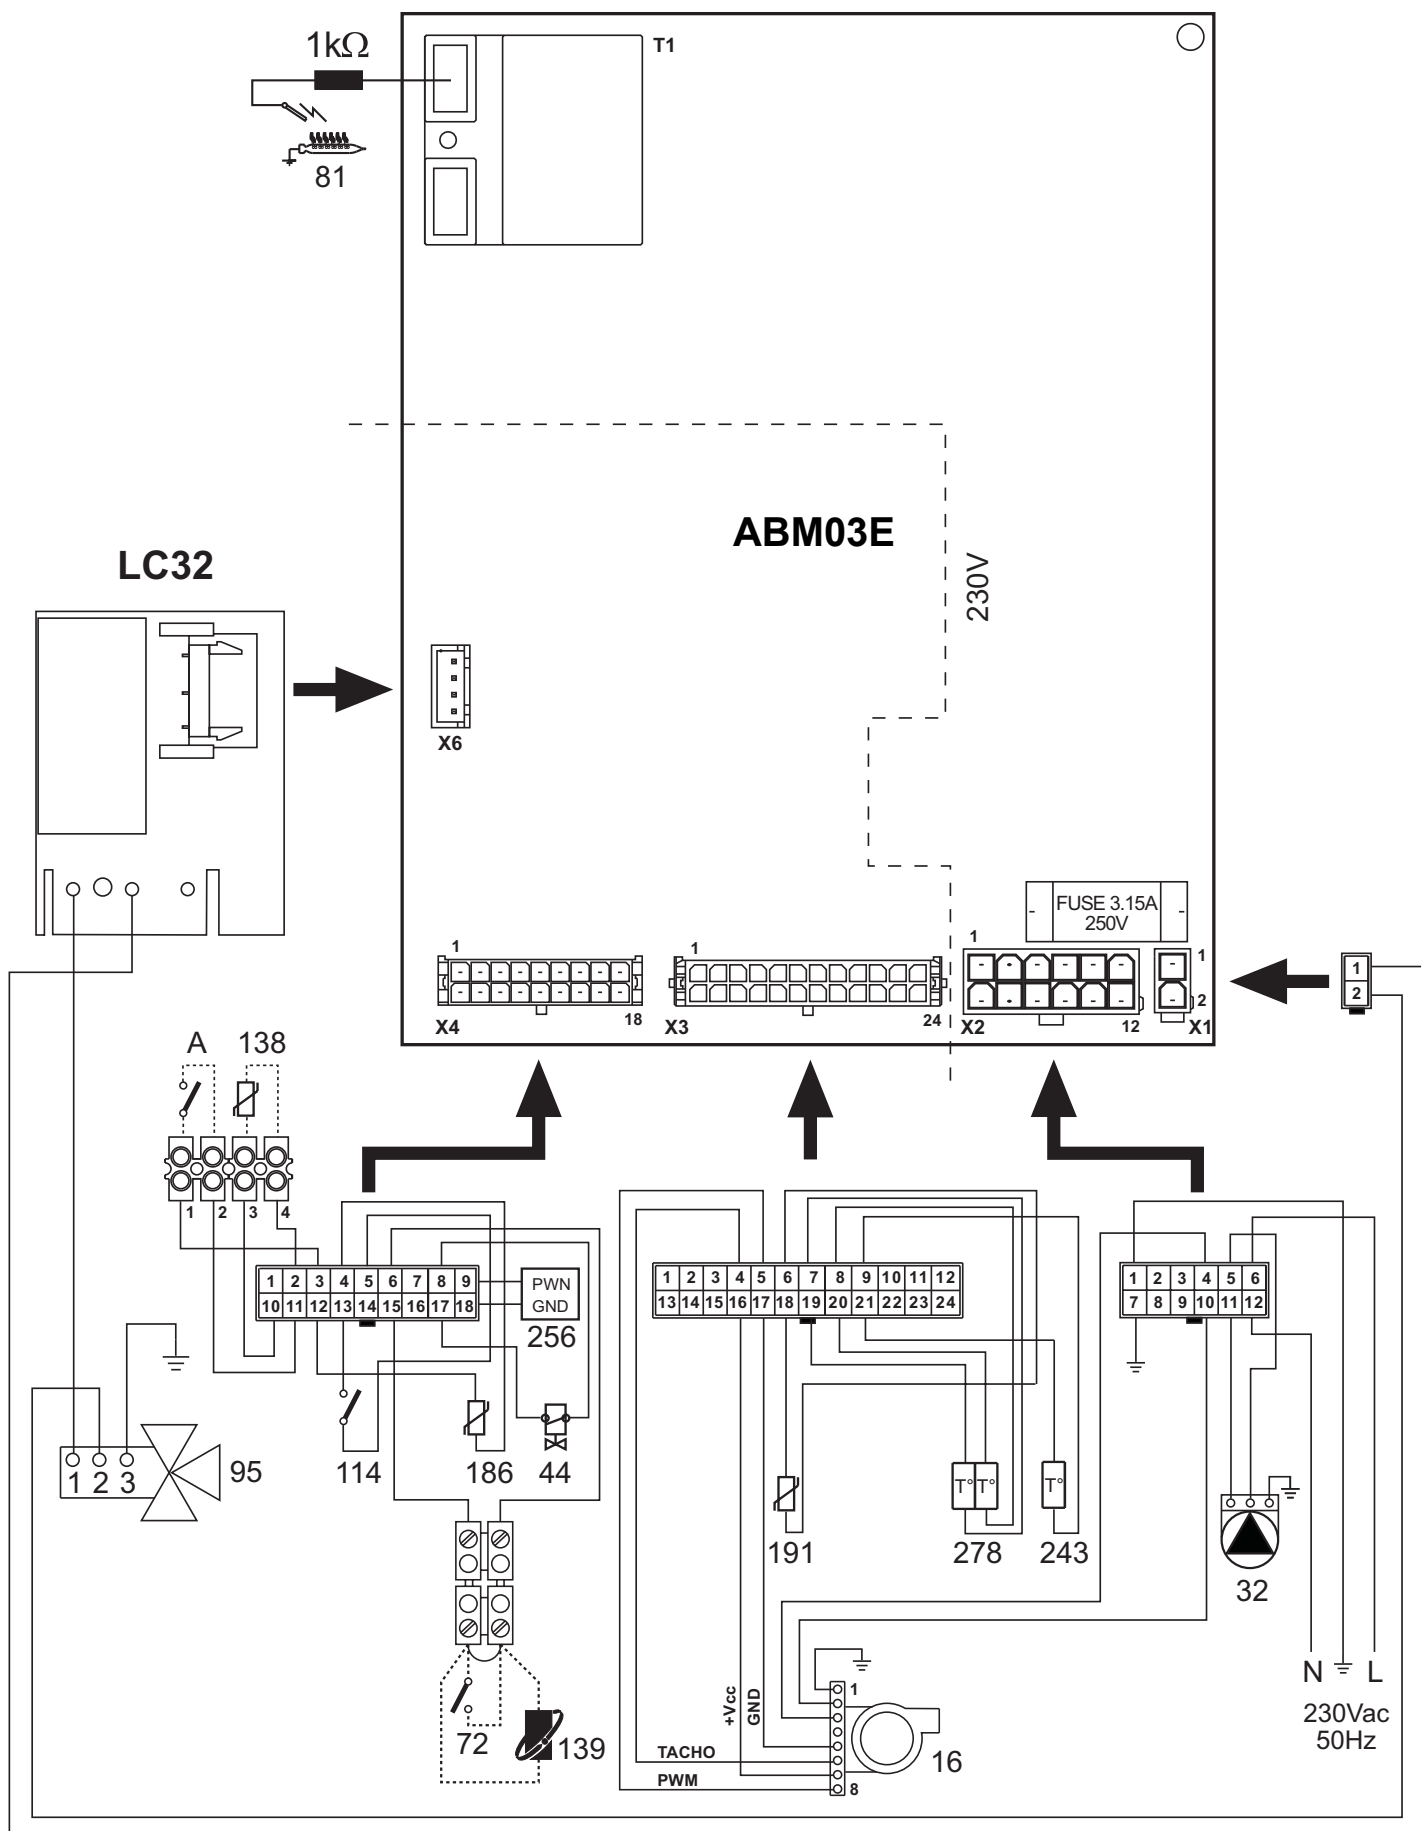 1kΩ
T1
81
ABM03E
230V
LC32
X6
FUSE 3.15A
250V
1
1
1
1
2
X4
18
X3
24
X2
12
X1
1
2
A
138
1
2
3
4
1 2 3 4 5 6 7 8 9
10 11 12 13 14 15 16 17 18
PWN
GND
256
1 2 3 4 5 6 7 8 9 10 11 12
13 14 15 16 17 18 19 20 21 22 23 24
1 2 3 4 5 6
7 8 9 10 11 12
1 2 3
95
114
186
44
191
278
T°
T°
243
T°
32
72
139
+Vcc
GND
TACHO
PWM
1
8
16
N
L
230Vac
50Hz